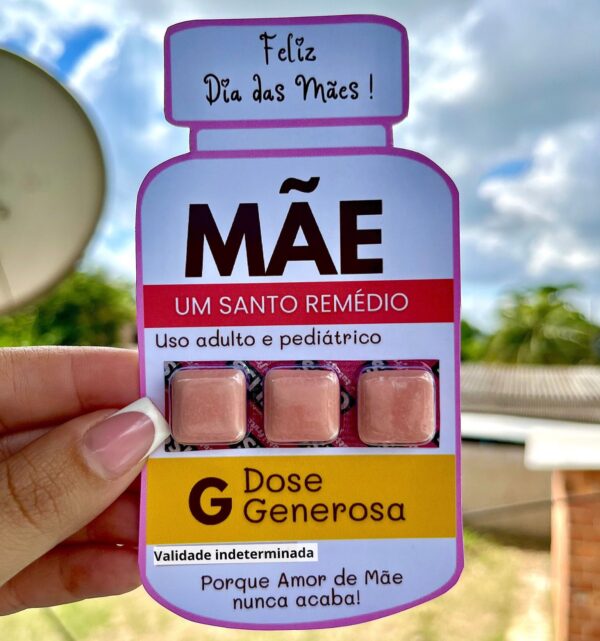 Feliz
Dia das Mães !
MÃE
UM SANTO REMÉDIO
Uso adulto e pediátrico
G Dose
Generosa
Validade indeterminada
Porque Amor de Mãe
nunca acaba!